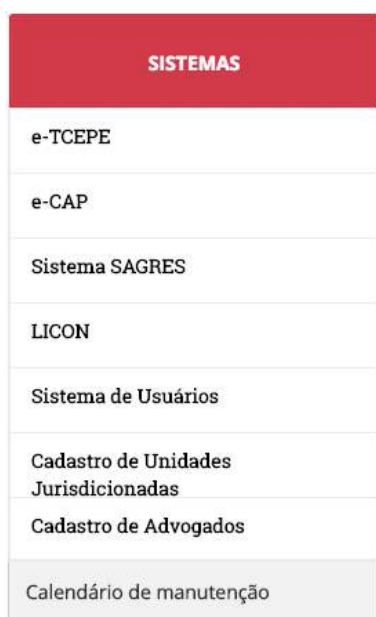 SISTEMAS
e-TCEPE
e-CAP
Sistema SAGRES
LICON
Sistema de Usuários
Cadastro de Unidades
Jurisdicionadas
Cadastro de Advogados
Calendário de manutenção